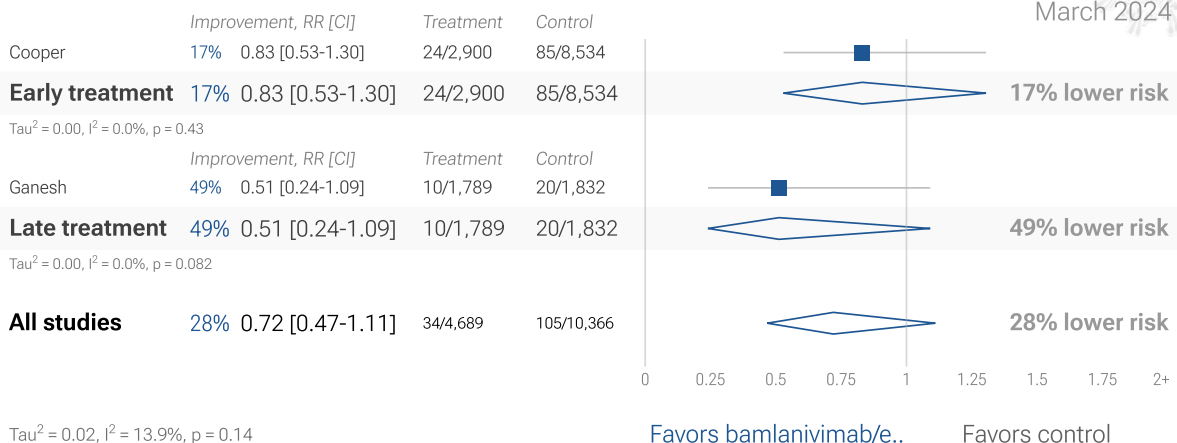 March 2024
Improvement, RR [CI] Treatment Control
Cooper 17% 0.83 [0.53-1.30] 24/2,900 85/8,534
Early treatment 17% 0.83 [0.53-1.30] 24/2,900 85/8,534 17% lower risk
Tau² = 0.00, I² = 0.0%, p = 0.43
Improvement, RR [CI] Treatment Control
Ganesh 49% 0.51 [0.24-1.09] 10/1,789 20/1,832
Late treatment 49% 0.51 [0.24-1.09] 10/1,789 20/1,832 49% lower risk
Tau² = 0.00, I² = 0.0%, p = 0.082
All studies 28% 0.72 [0.47-1.11] 34/4,689 105/10,366 28% lower risk
0 0.25 0.5 0.75 1 1.25 1.5 1.75 2+
Tau² = 0.02, I² = 13.9%, p = 0.14 Favors bamlanivimab/e.. Favors control